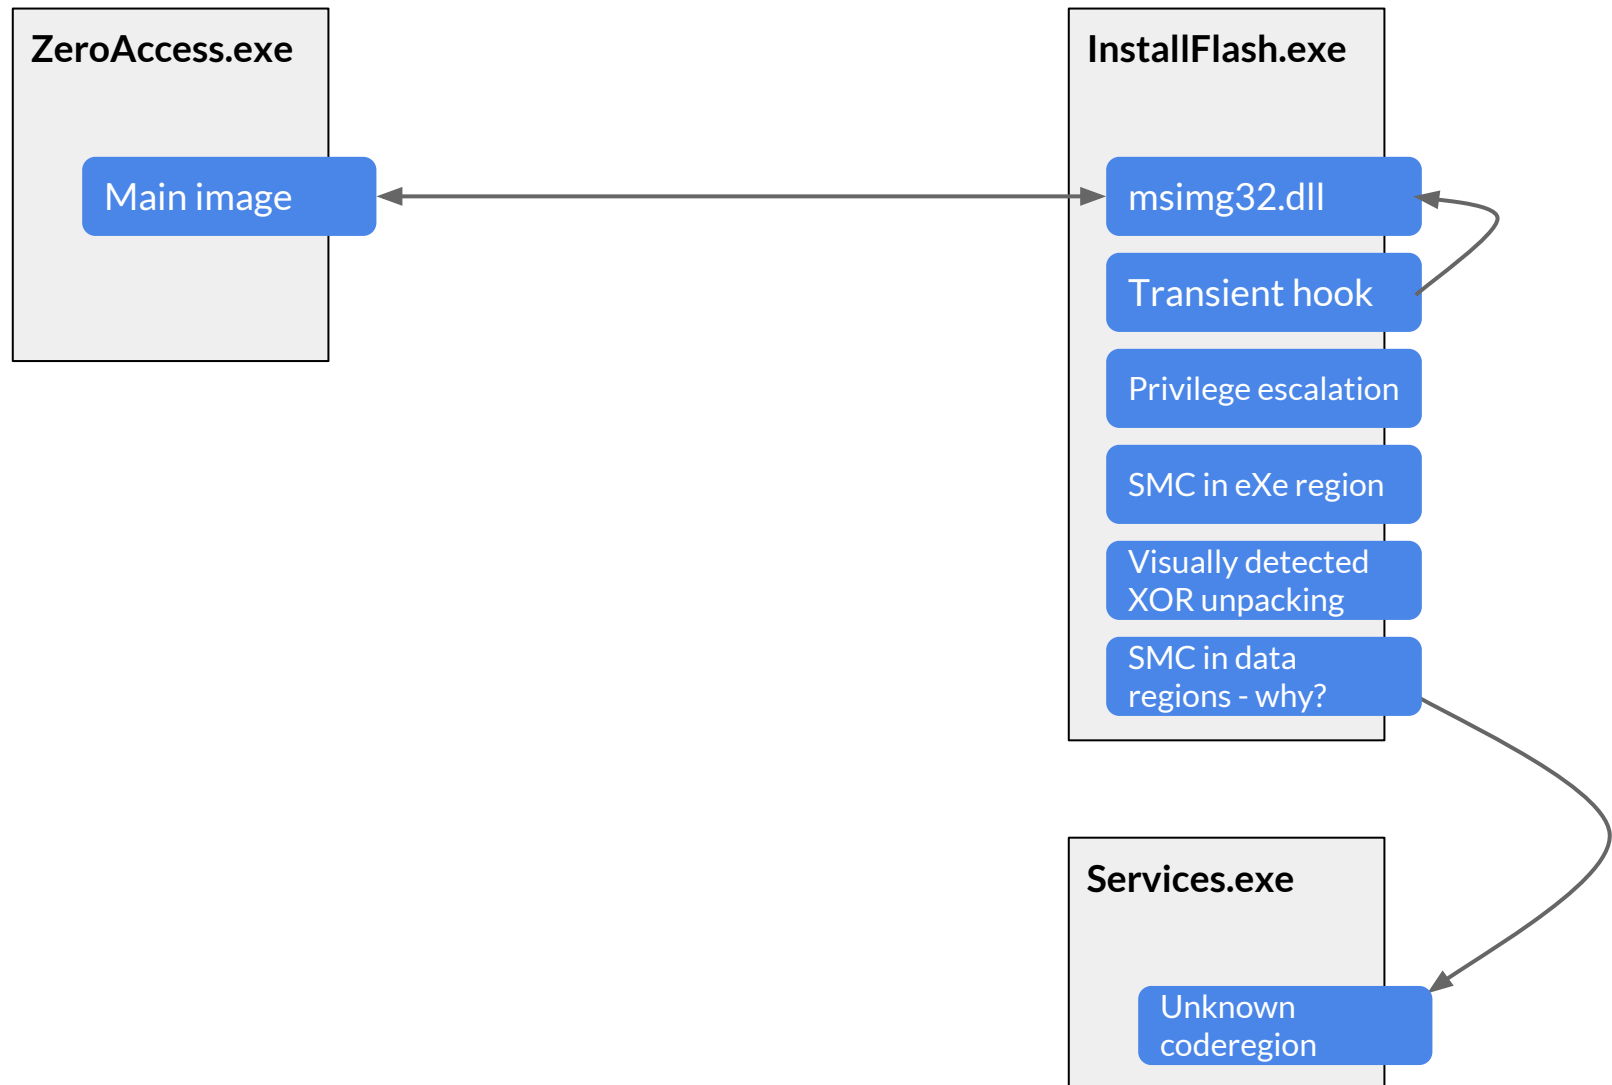 ZeroAccess.exe
Main image
InstallFlash.exe
msimg32.dll
Transient hook
Privilege escalation
SMC in eXe region
Visually detected
XOR unpacking
SMC in data
regions - why?
Services.exe
Unknown
coderegion